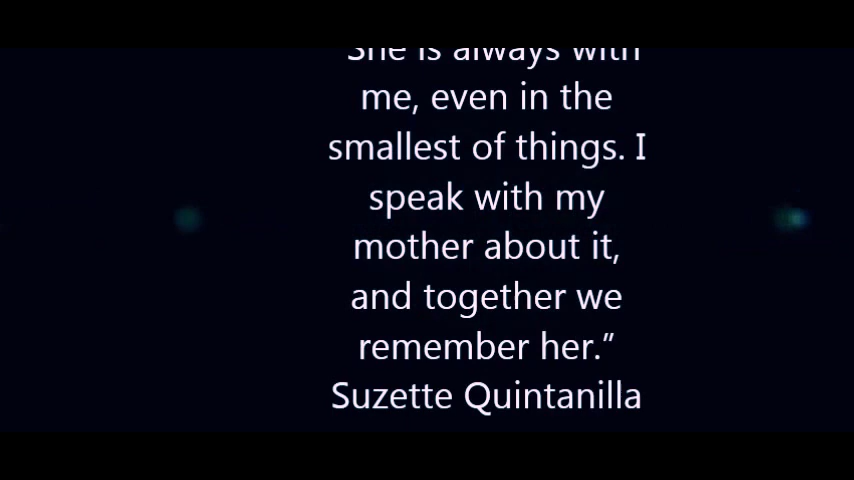 She is always with
me, even in the
smallest of things. I
speak with my
mother about it,
and together we
remember her.”
Suzette Quintanilla